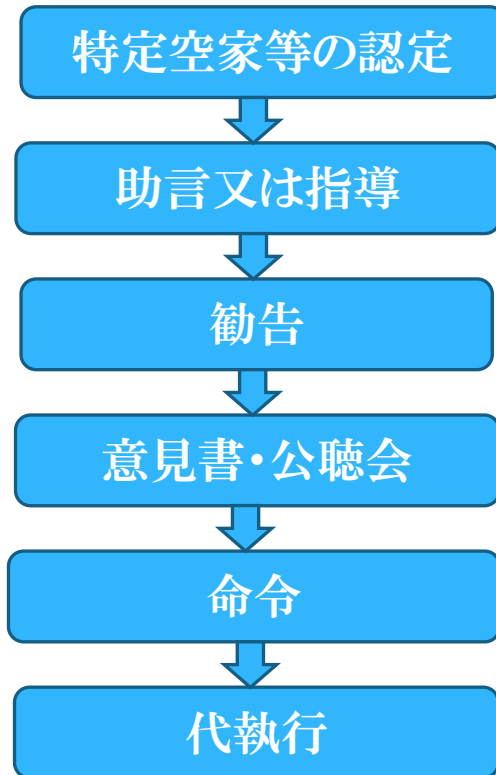 特定空家等の認定
助言又は指導
勧告
意見書・公聴会
命令
代執行